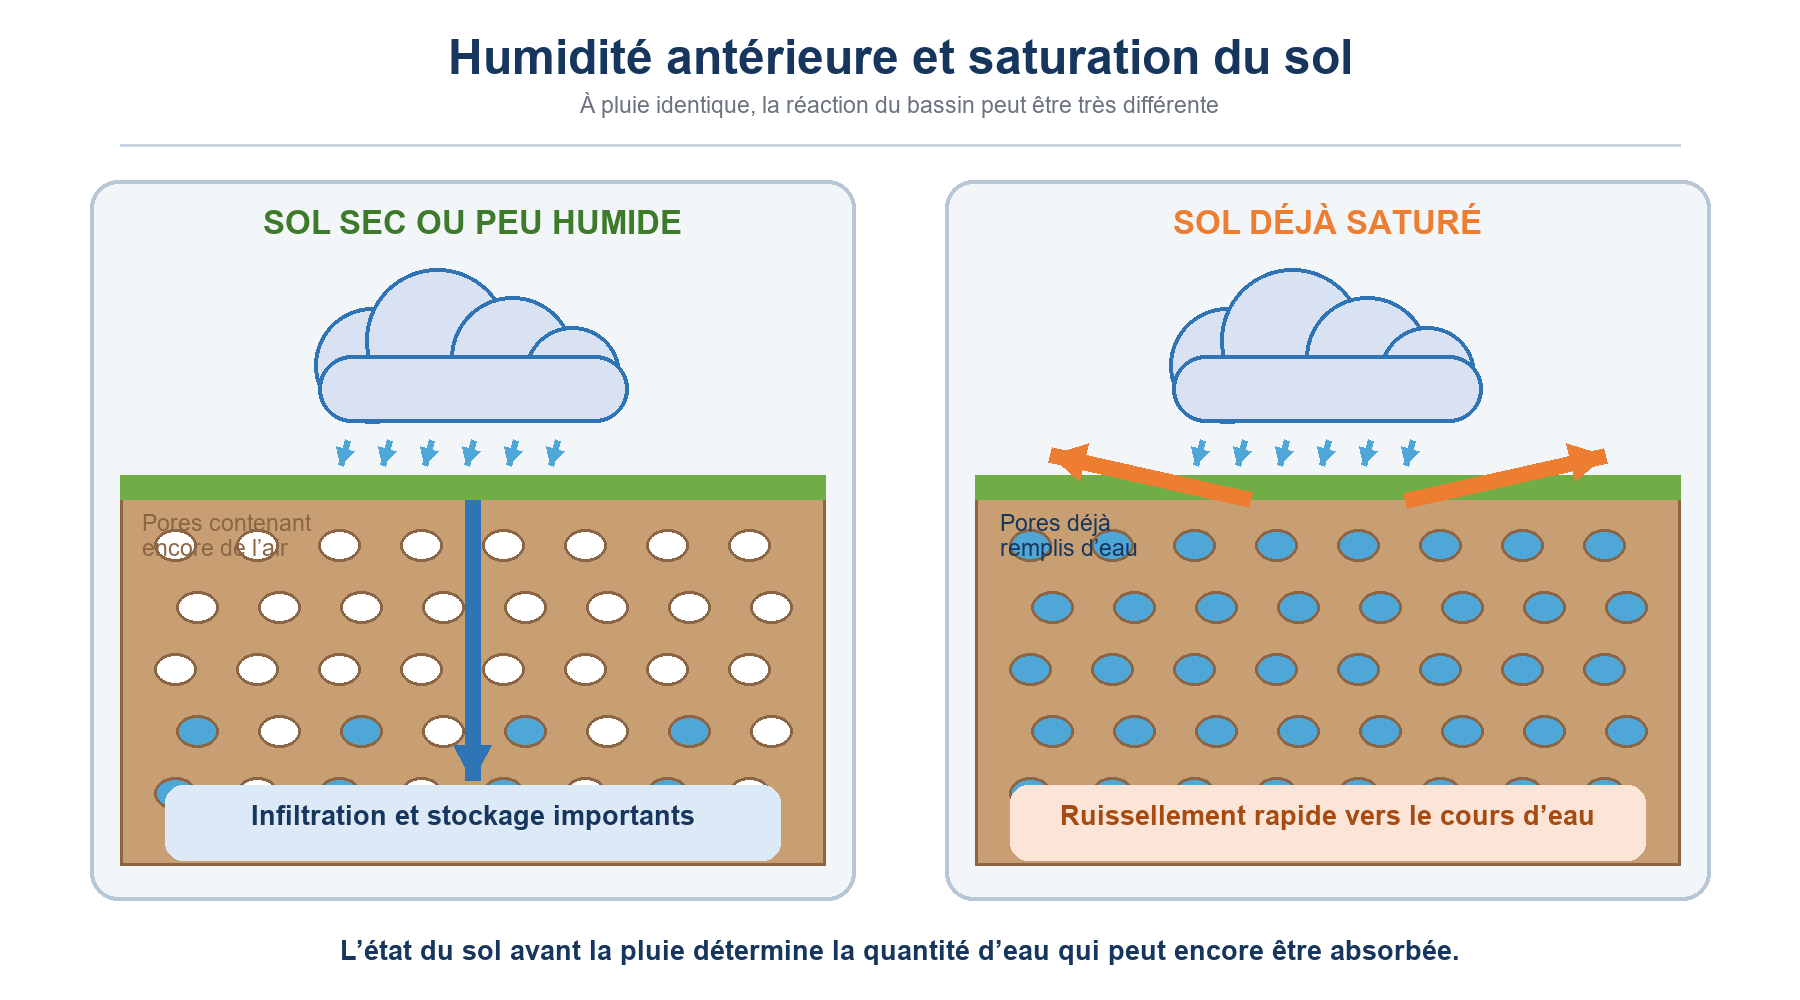 Humidité antérieure et saturation du sol
À pluie identique, la réaction du bassin peut être très différente
SOL SEC OU PEU HUMIDE
Pores contenant
encore de l’air
Infiltration et stockage importants
SOL DÉJÀ SATURÉ
Pores déjà
remplis d’eau
Ruissellement rapide vers le cours d’eau
L’état du sol avant la pluie détermine la quantité d’eau qui peut encore être absorbée.